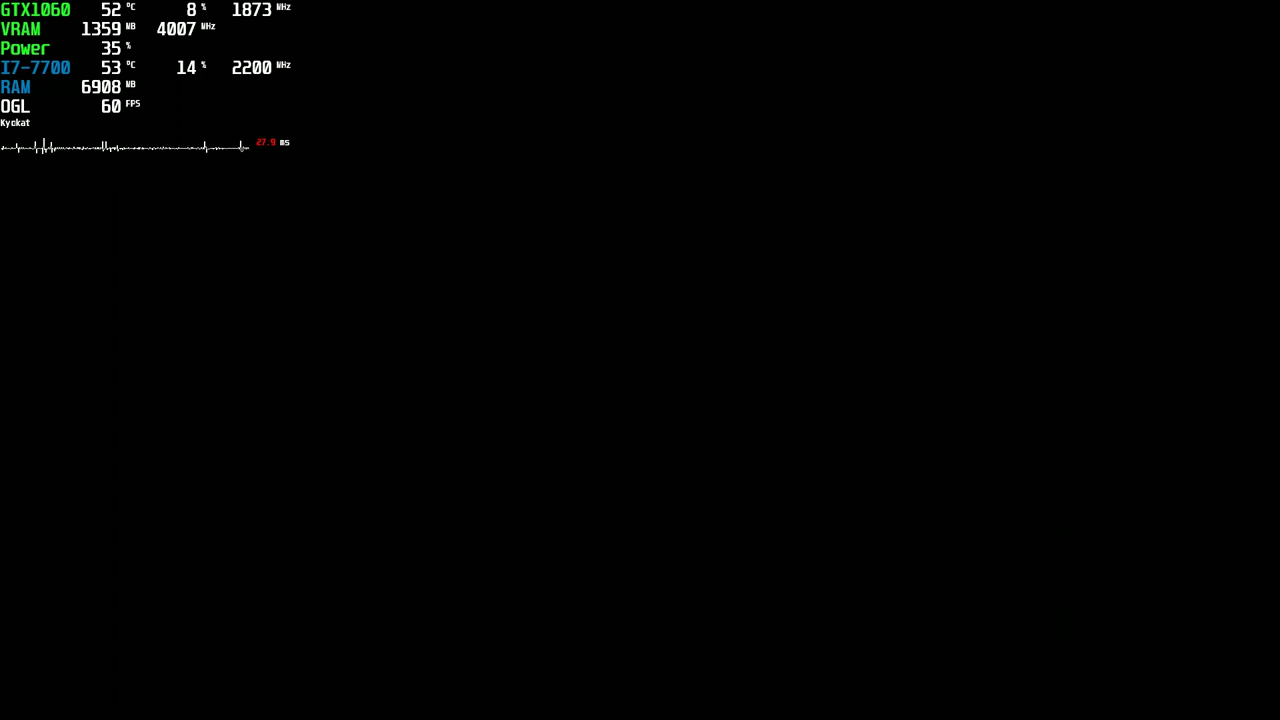 GTX1060 52 °C 8 % 1873 MHz
VRAM 1359 MB 4007 MHz
Power 35 %
I7-7700 53 °C 14 % 2200 MHz
RAM 6908 MB
OGL 60 FPS
Kyckat
27.9 ms